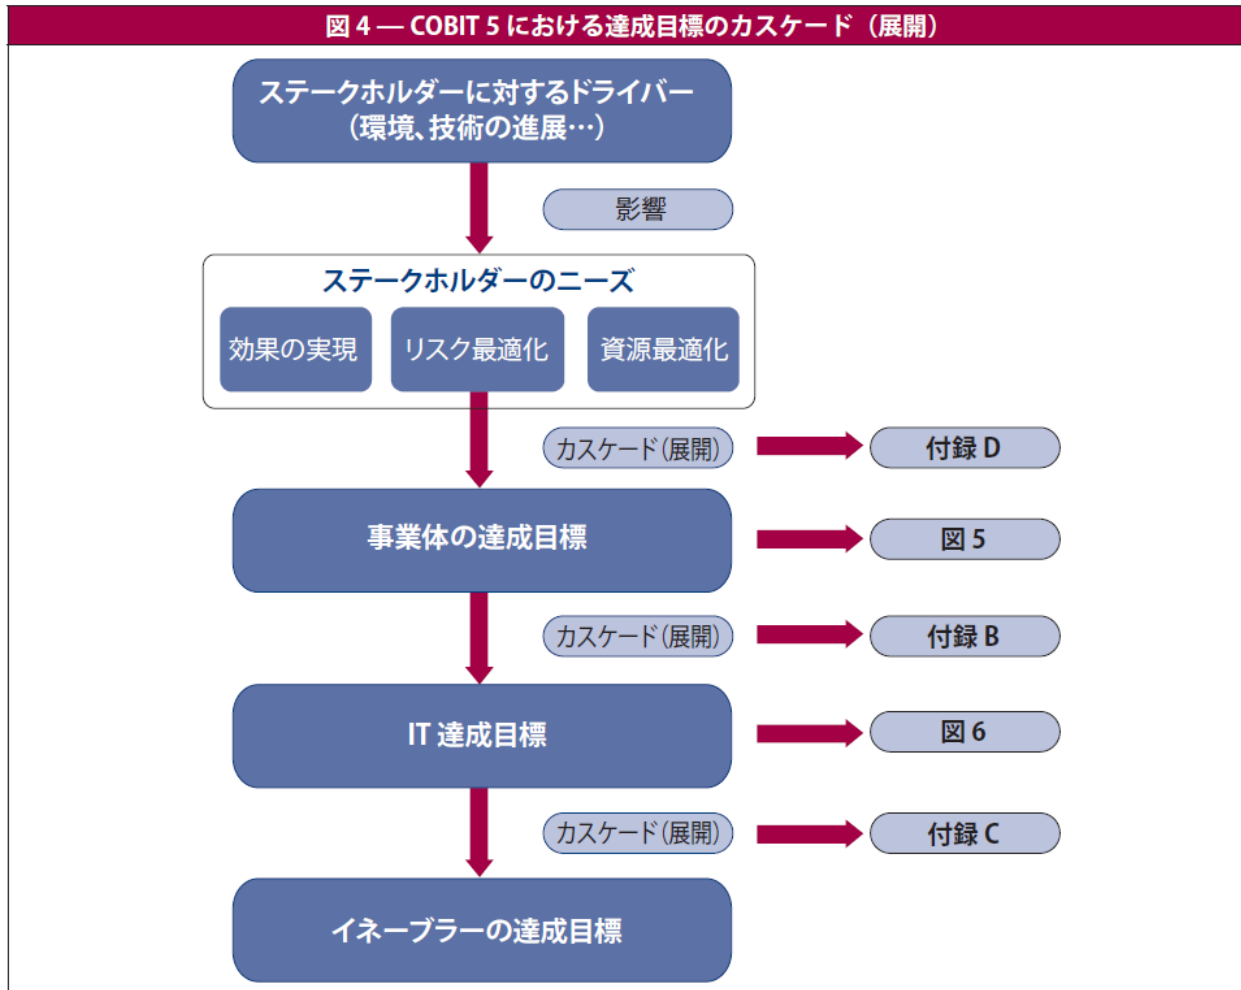 図 4 — COBIT 5 における達成目標のカスケード（展開）
ステークホルダーに対するドライバー
（環境、技術の進展…）
影響
ステークホルダーのニーズ
効果の実現
リスク最適化
資源最適化
カスケード（展開）
付録 D
事業体の達成目標
図 5
カスケード（展開）
付録 B
IT 達成目標
図 6
カスケード（展開）
付録 C
イネーブラーの達成目標